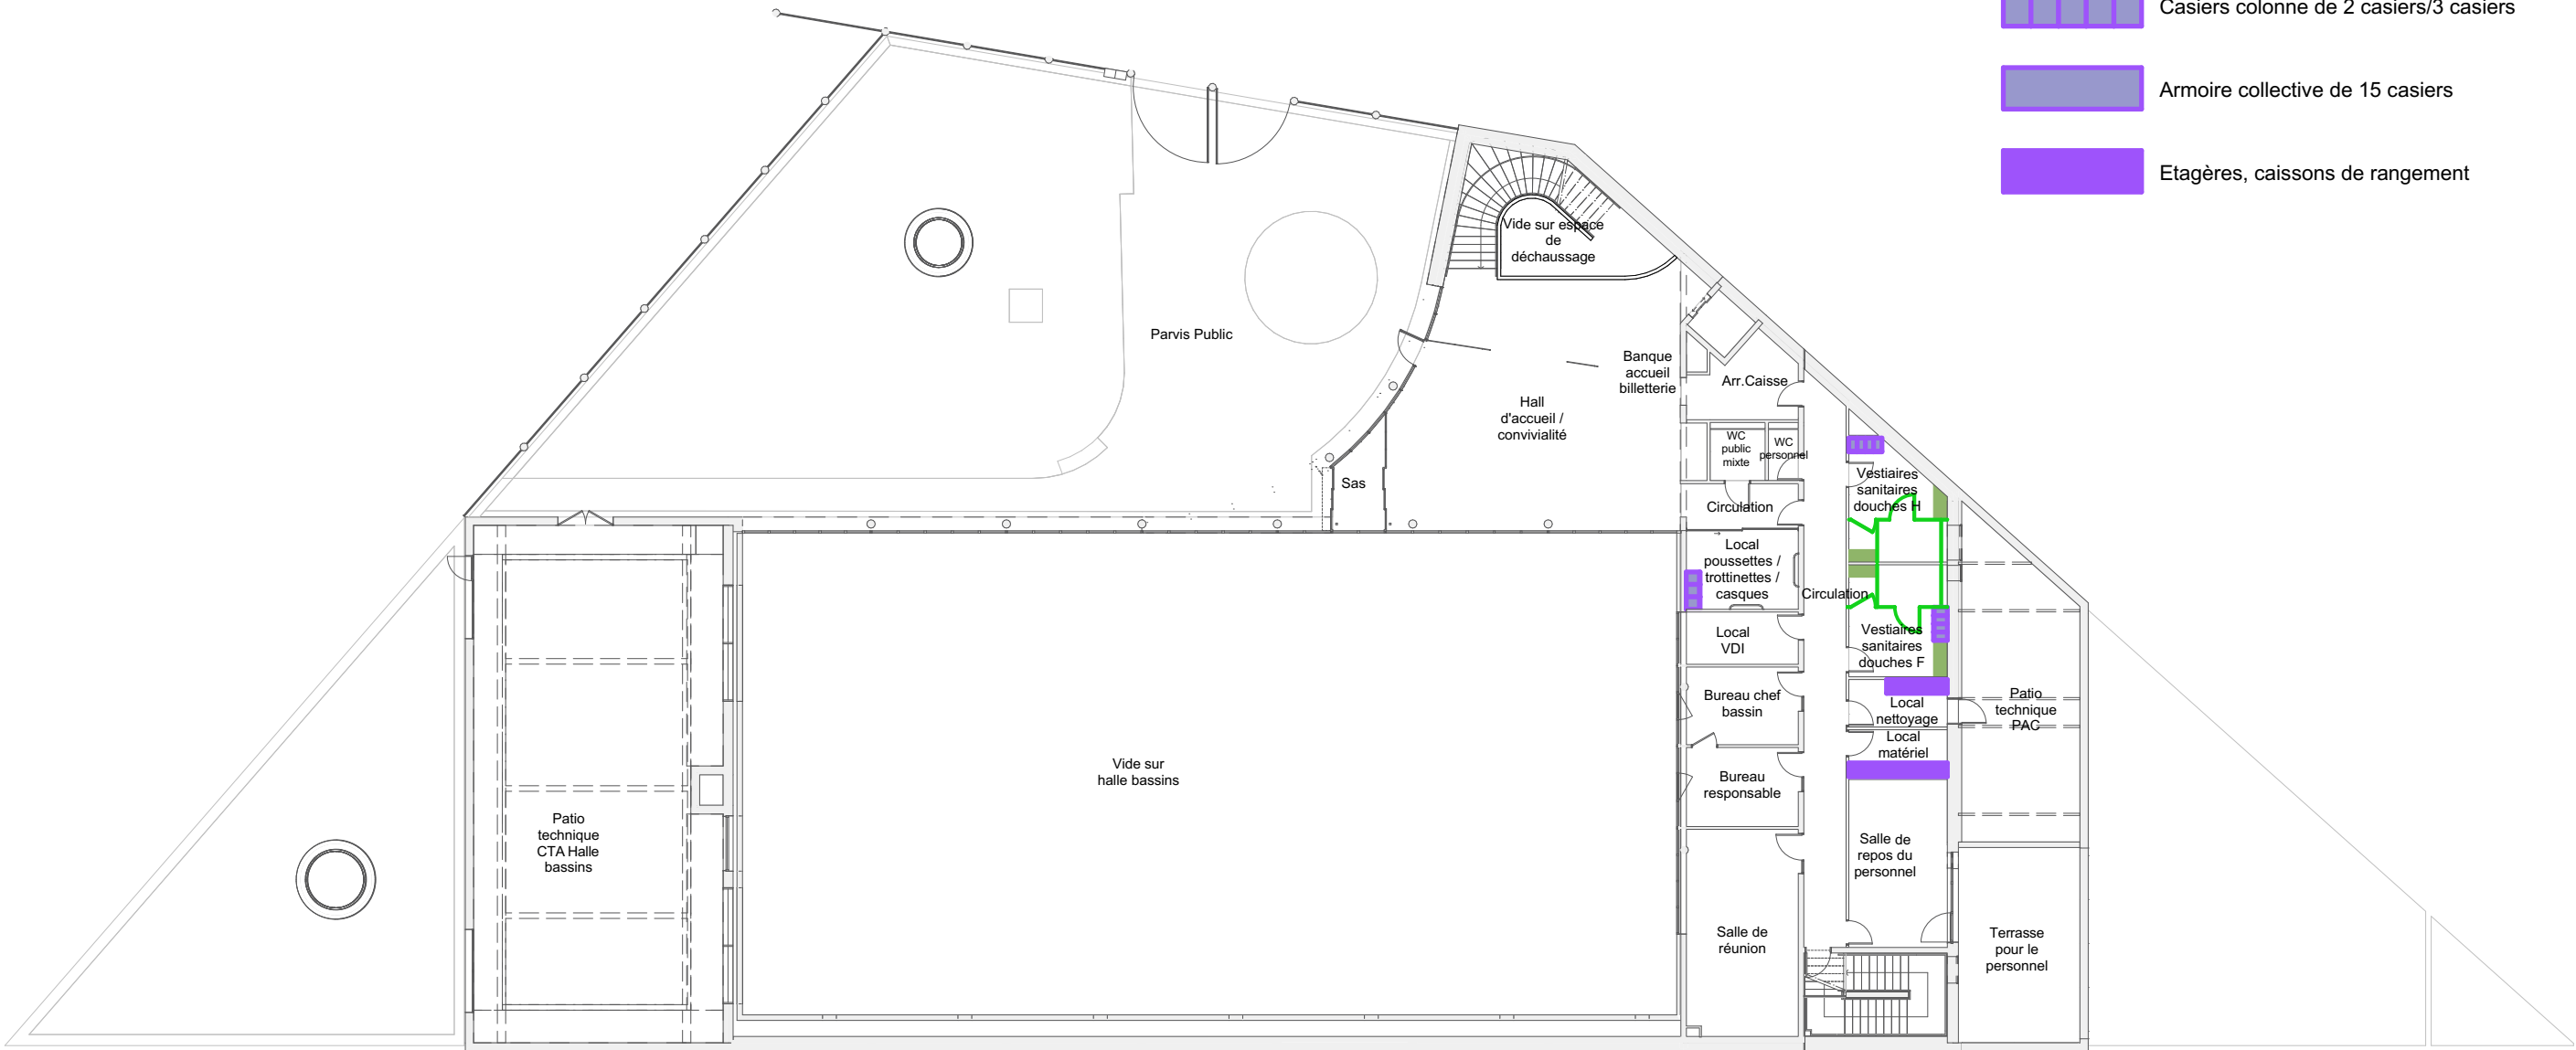 Casiers colonne de 2 casiers/3 casiers
Armoire collective de 15 casiers
Etagères, caissons de rangement
Vide sur espace
de
déchaussage
Parvis Public
Banque
accueil
billetterie
Arr.Caisse
Hall
d'accueil /
convivialité
WC
public
mixte
WC
personnel
Sas
Circulation
Vestiaires
sanitaires
douches H
Local
poussettes /
trottinettes /
casques
Circulation
Local
VDI
Vestiaires
sanitaires
douches F
Bureau chef
bassin
Local
nettoyage
Patio
technique
PAC
Local
matériel
Vide sur
halle bassins
Bureau
responsable
Patio
technique
CTA Halle
bassins
Salle de
repos du
personnel
Salle de
réunion
Terrasse
pour le
personnel